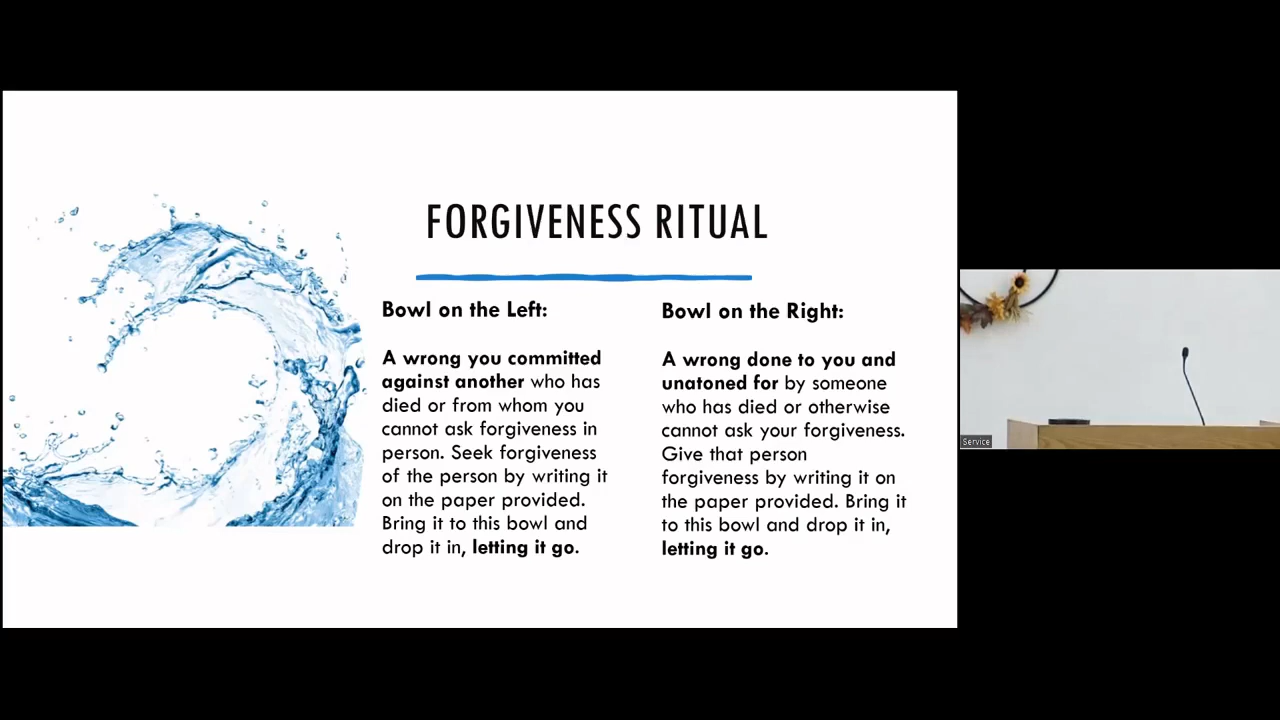 FORGIVENESS RITUAL
Bowl on the Left:
A wrong you committed
against another who has
died or from whom you
cannot ask forgiveness in
person. Seek forgiveness
of the person by writing it
on the paper provided.
Bring it to this bowl and
drop it in, letting it go.
Bowl on the Right:
A wrong done to you and
unatoned for by someone
who has died or otherwise
cannot ask your forgiveness.
Give that person
forgiveness by writing it on
the paper provided. Bring it
to this bowl and drop it in,
letting it go.
Service